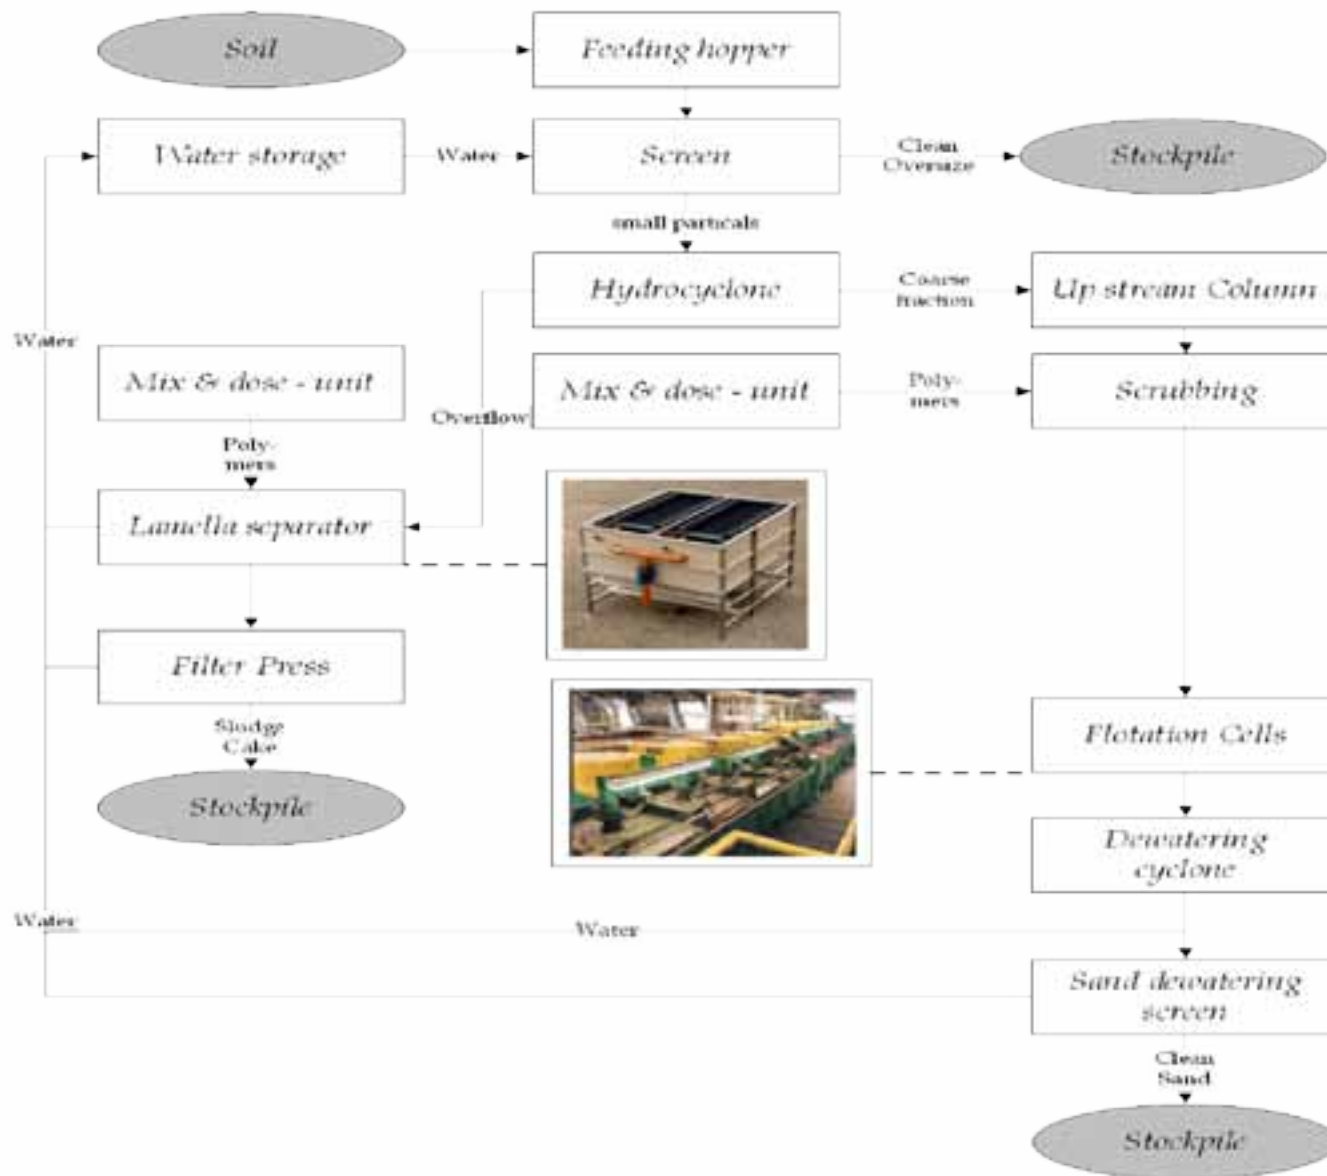 Soil
Feeding hopper
Water storage
Water
Screen
Clean
Oversize
Stockpile
small particals
Hydrocyclone
Coarse
fraction
Up stream Column
Water
Mix & dose - unit
Overflow
Mix & dose - unit
Poly-
mers
Scrubbing
Poly-
mers
Lamella separator
Filter Press
Sludge
Cake
Stockpile
Flotation Cells
Dewatering
cyclone
Water
Water
Sand dewatering
screen
Clean
Sand
Stockpile